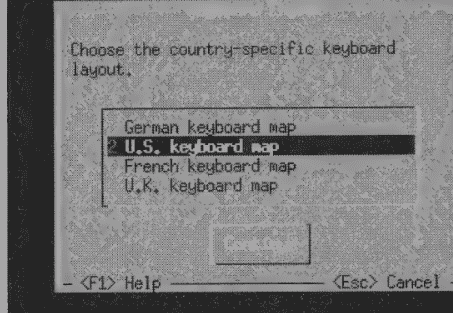 Choose the country-specific keyboard
layout.
German keyboard map
2 U.S. keyboard map
French keyboard map
U.K. keyboard map
<F1> Help
<Esc> Cancel